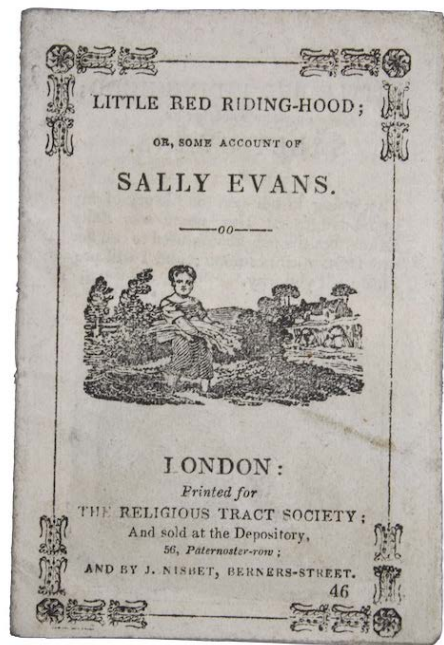 LITTLE RED RIDING-HOOD;
OR, SOME ACCOUNT OF
SALLY EVANS.
oo
LONDON:
Printed for
THE RELIGIOUS TRACT SOCIETY;
And sold at the Depository,
56, Paternoster-row;
AND BY J. NISBET, BERNERS-STREET.
46